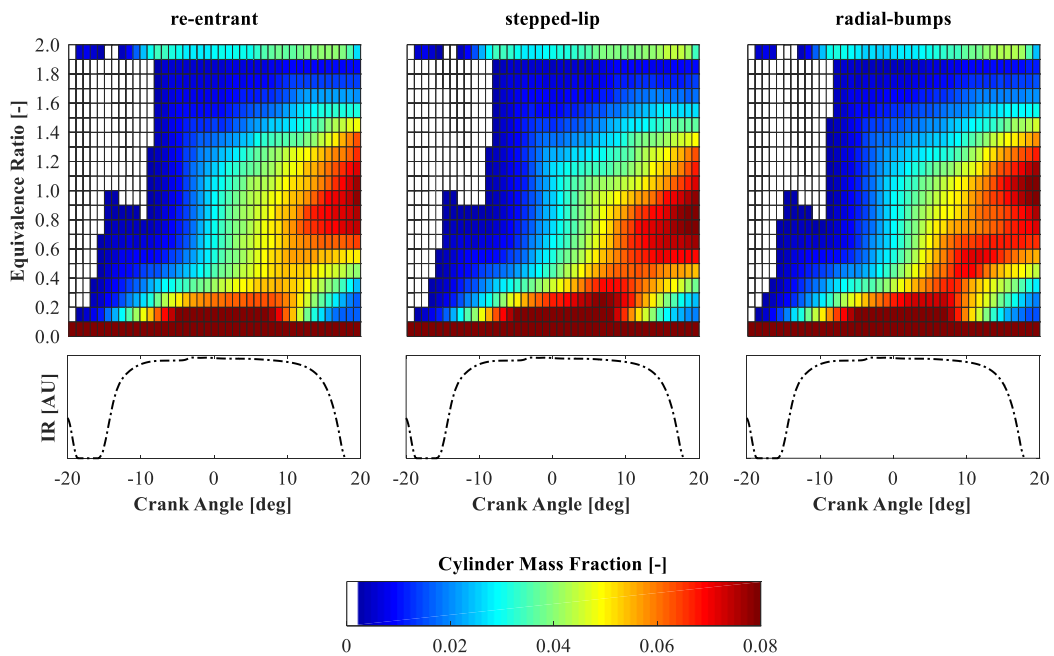 re-entrant stepped-lip radial-bumps
2.0
1.8
1.6
1.4
1.2
1.0
0.8
0.6
0.4
0.2
0.0
Equivalence Ratio [-]
IR [AU]
-20 -10 0 10 20 -20 -10 0 10 20 -20 -10 0 10 20
Crank Angle [deg] Crank Angle [deg] Crank Angle [deg]
Cylinder Mass Fraction [-]
0 0.02 0.04 0.06 0.08